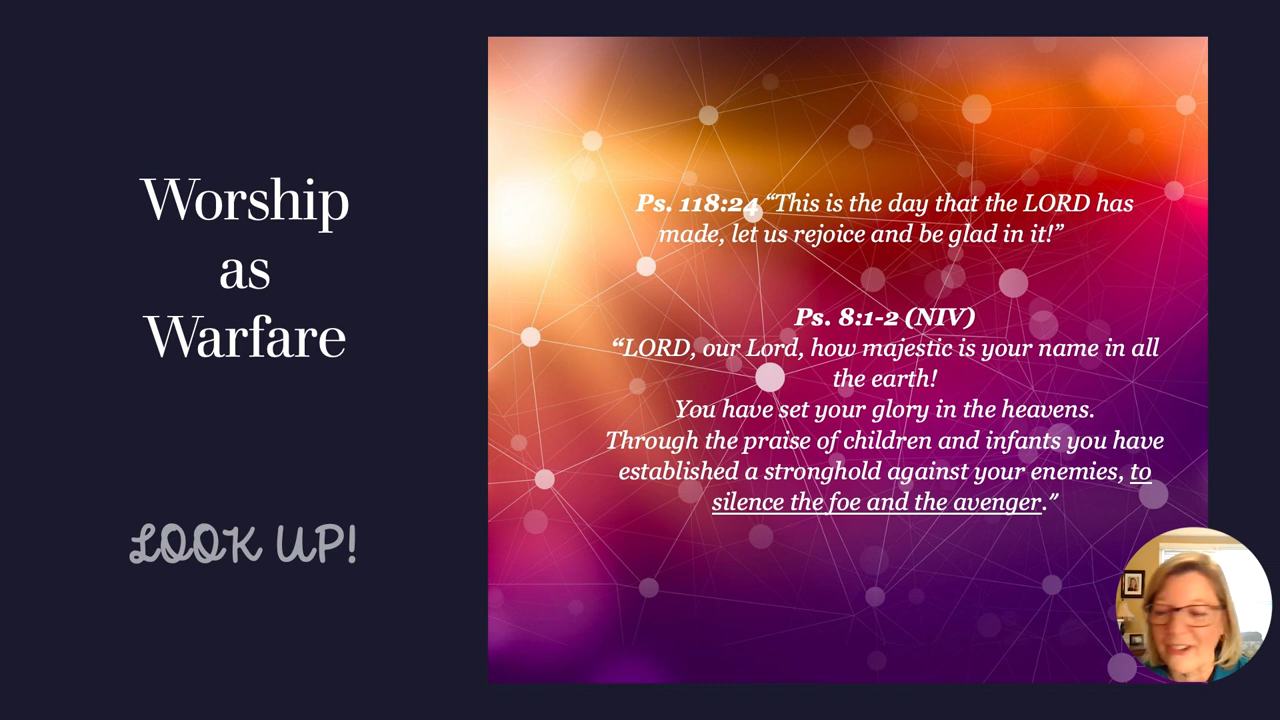 Worship
as
Warfare
LOOK UP!
Ps. 118:24 “This is the day that the LORD has
made, let us rejoice and be glad in it!”
Ps. 8:1-2 (NIV)
“LORD, our Lord, how majestic is your name in all
the earth!
You have set your glory in the heavens.
Through the praise of children and infants you have
established a stronghold against your enemies, to
silence the foe and the avenger.”